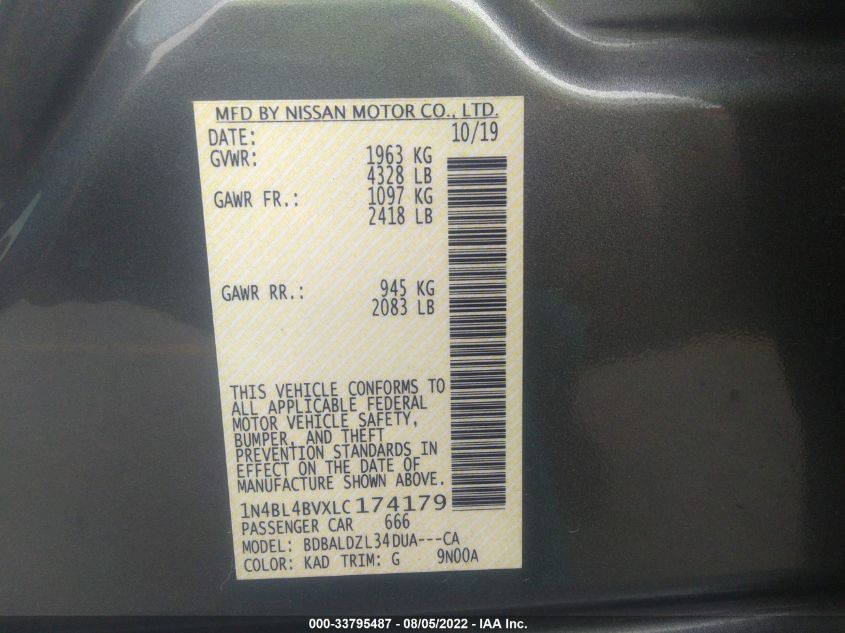 MFD BY NISSAN MOTOR CO., LTD.
DATE: 10/19
GVWR: 1963 KG
4328 LB
GAWR FR.: 1097 KG
2418 LB
GAWR RR.: 945 KG
2083 LB
THIS VEHICLE CONFORMS TO
ALL APPLICABLE FEDERAL
MOTOR VEHICLE SAFETY,
BUMPER, AND THEFT
PREVENTION STANDARDS IN
EFFECT ON THE DATE OF
MANUFACTURE SHOWN ABOVE.
1N4BL4BVXLC174179
PASSENGER CAR 666
MODEL: BDBALDZL34DUA---CA
COLOR: KAD TRIM: G 9N00A
000-33795487 - 08/05/2022 - IAA Inc.